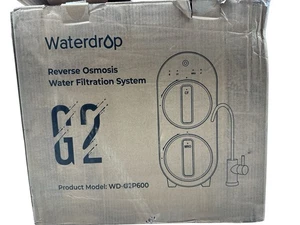 Waterdrop
Reverse Osmosis
Water Filtration System
G2
Product Model: WD-G2P600